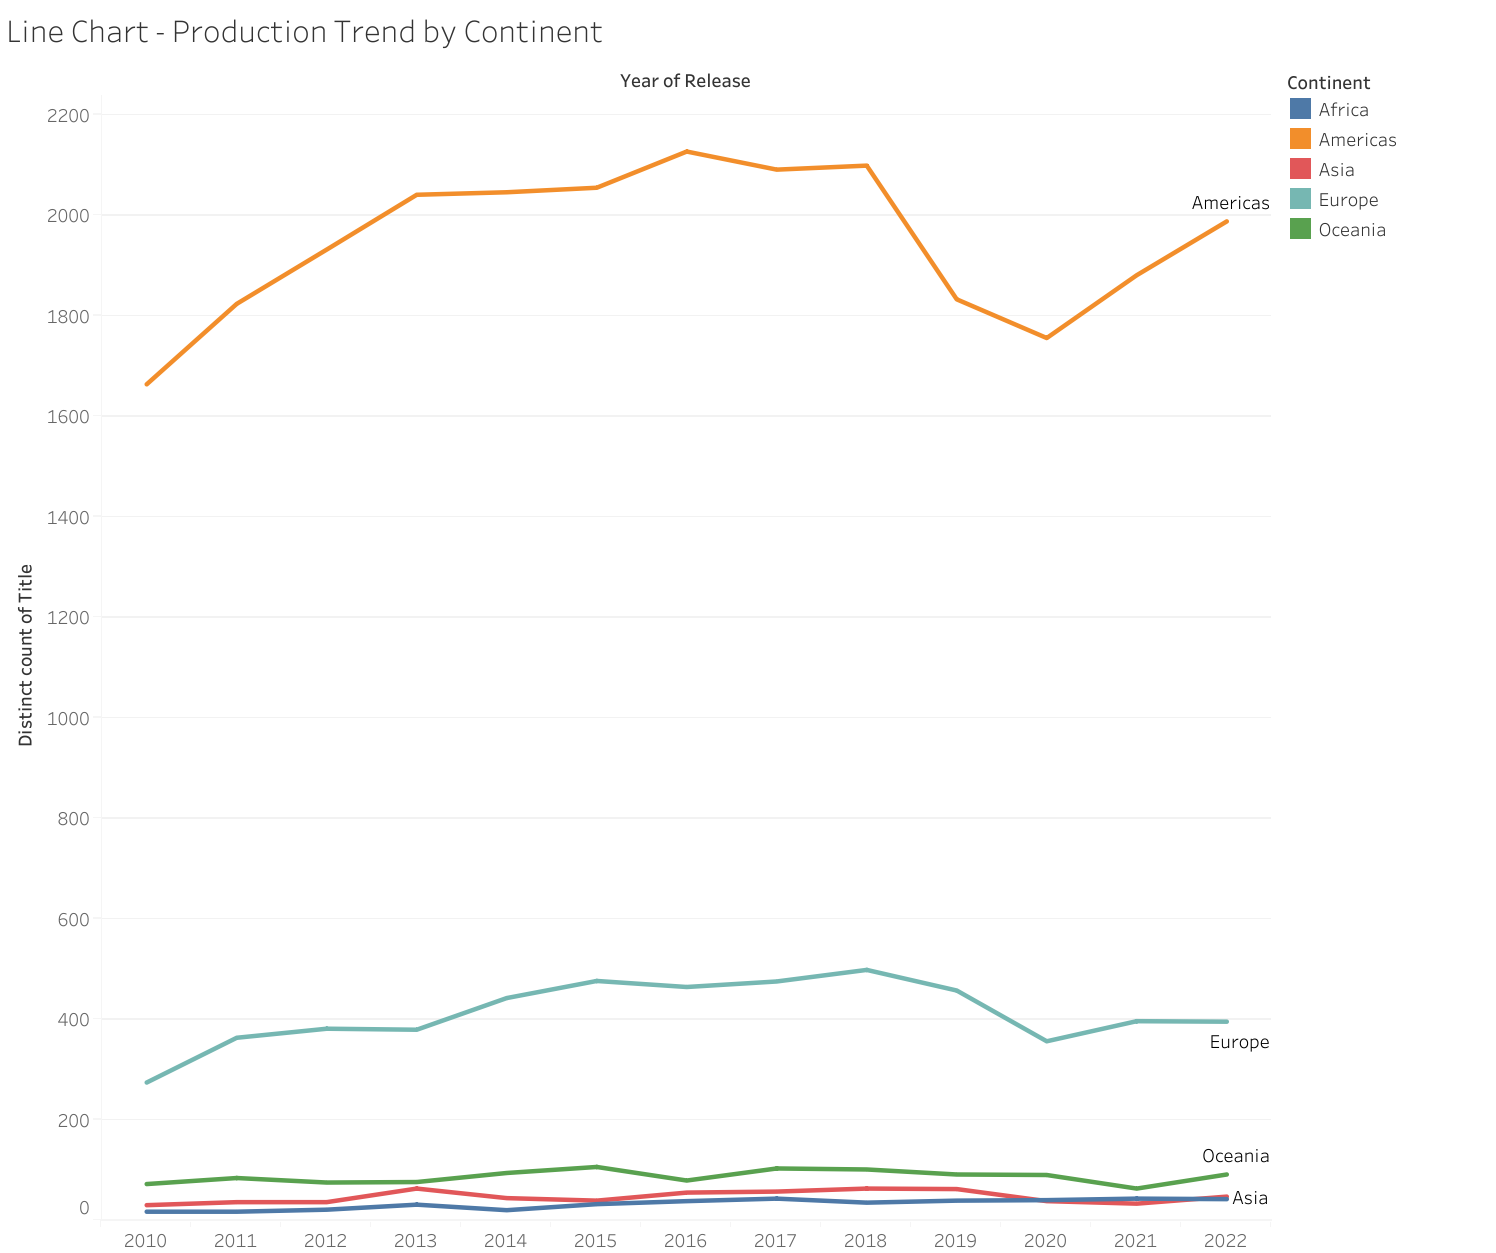 Line Chart - Production Trend by Continent
Year of Release
Continent
Africa
Americas
Asia
Europe
Oceania
Distinct count of Title
2200
2000
1800
1600
1400
1200
1000
800
600
400
200
0
Americas
Europe
Oceania
Asia
2010 2011 2012 2013 2014 2015 2016 2017 2018 2019 2020 2021 2022